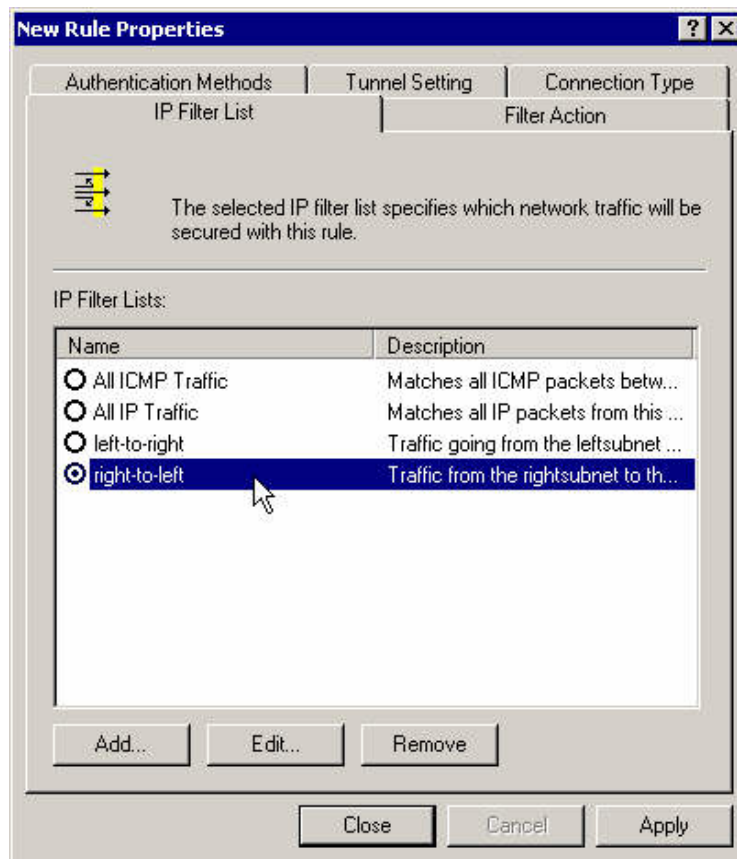 New Rule Properties
Authentication Methods Tunnel Setting Connection Type
IP Filter List Filter Action
The selected IP filter list specifies which network traffic will be
secured with this rule.
IP Filter Lists:
Name Description
All ICMP Traffic Matches all ICMP packets betw...
All IP Traffic Matches all IP packets from this ...
left-to-right Traffic going from the leftsubnet ...
right-to-left Traffic from the rightsubnet to th...
Add... Edit... Remove
Close Cancel Apply